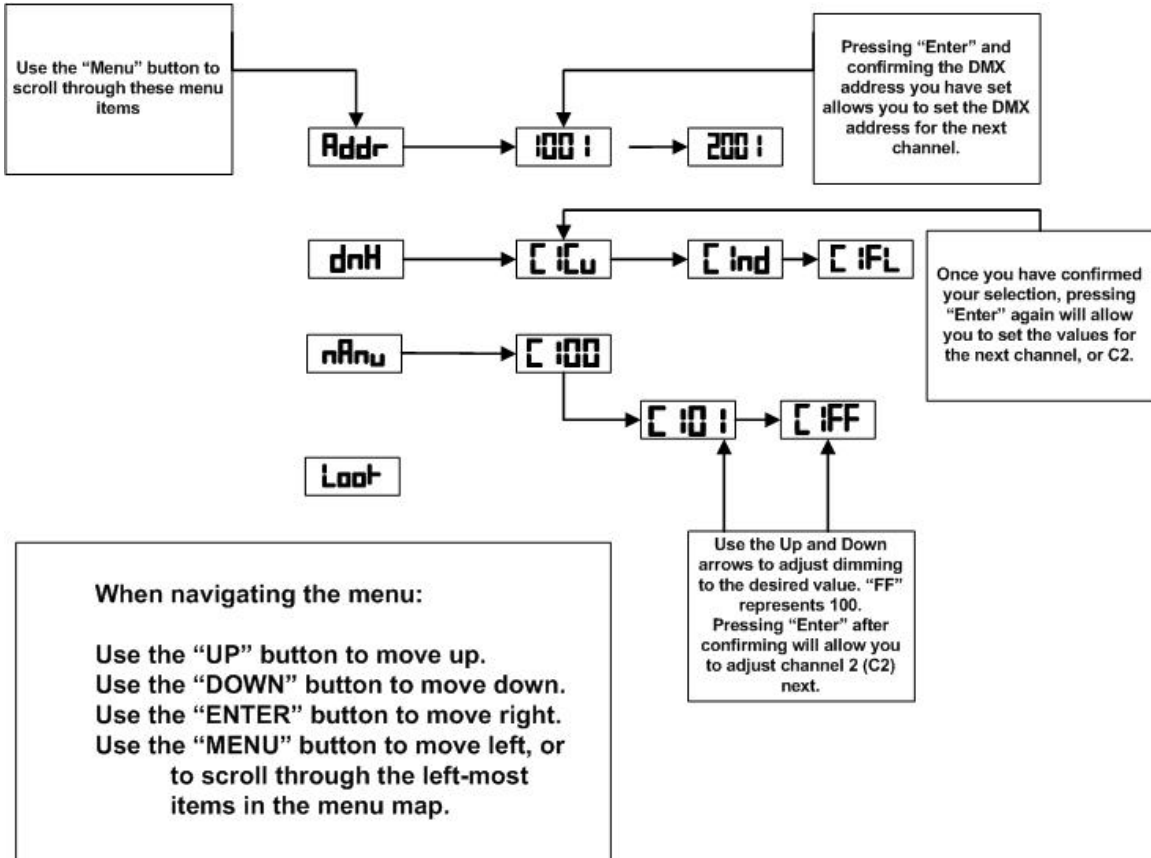 Use the “Menu” button to
scroll through these menu
items
Pressing “Enter” and
confirming the DMX
address you have set
allows you to set the DMX
address for the next
channel.
Addr
1001
2001
dnH
C1Cu
C1nd
C1FL
Once you have confirmed
your selection, pressing
“Enter” again will allow
you to set the values for
the next channel, or C2.
nAnu
C100
C101
C1FF
Loat
Use the Up and Down
arrows to adjust dimming
to the desired value. “FF”
represents 100.
Pressing “Enter” after
confirming will allow you
to adjust channel 2 (C2)
next.
When navigating the menu:
Use the “UP” button to move up.
Use the “DOWN” button to move down.
Use the “ENTER” button to move right.
Use the “MENU” button to move left, or
to scroll through the left-most
items in the menu map.